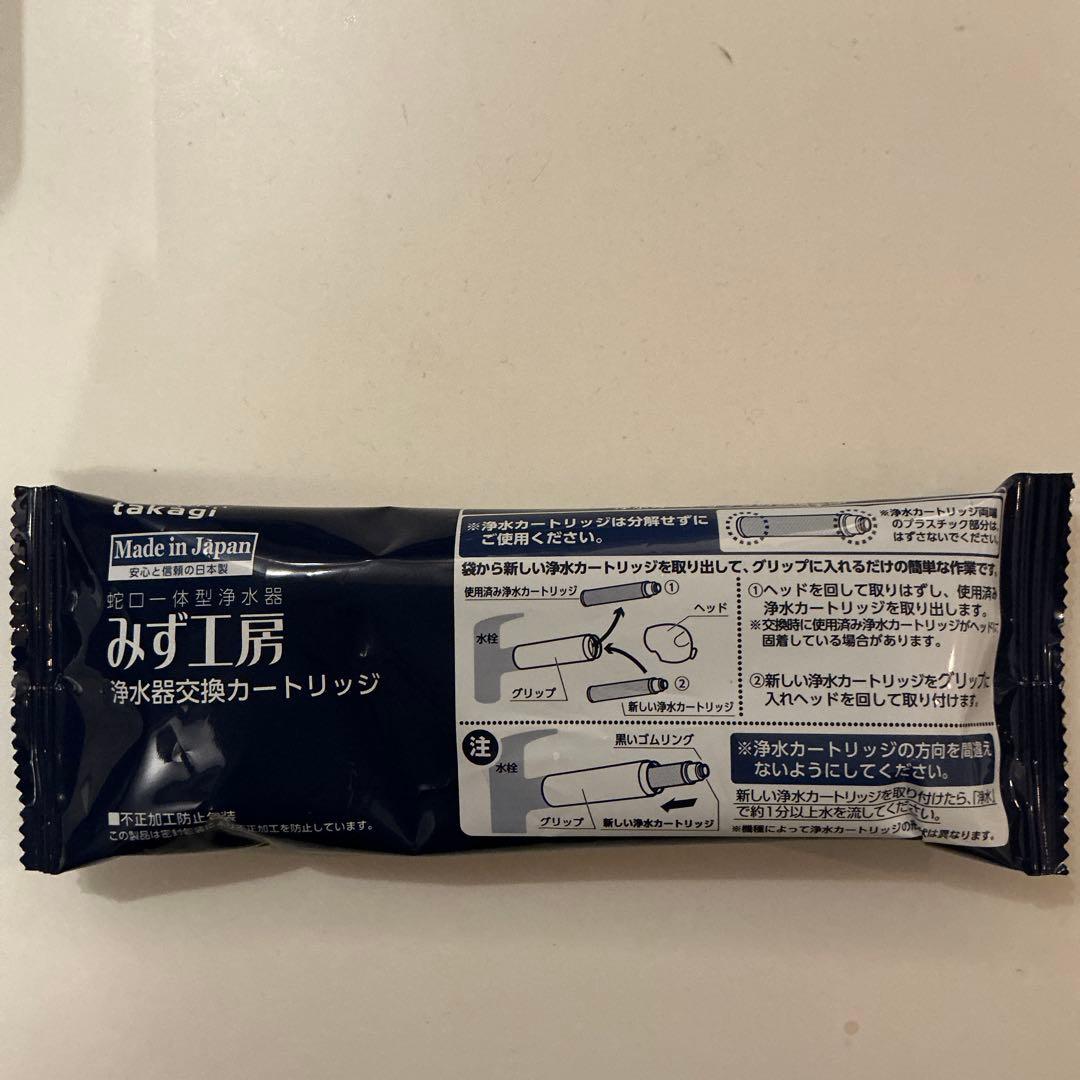 takagi
Made in Japan
安心と信頼の日本製
蛇口一体型浄水器
みず工房
浄水器交換カートリッジ
■不正加工防止包装
この製品は密封包装
不正加工を防止しています。
※浄水カートリッジは分解せずに
ご使用ください。
※浄水カートリッジ両端
のプラスチック部分は、
はずさないでください。
袋から新しい浄水カートリッジを取り出して、グリップに入れるだけの簡単な作業です。
使用済み浄水カートリッジ
①
ヘッド
水栓
グリップ
②
新しい浄水カートリッジ
①ヘッドを回して取りはずし、使用済み
浄水カートリッジを取り出します。
※交換時に使用済み浄水カートリッジがヘッドに
固着している場合があります。
②新しい浄水カートリッジをグリップに
入れヘッドを回して取り付けます。
注
黒いゴムリング
水栓
グリップ
新しい浄水カートリッジ
※浄水カートリッジの方向を間違え
ないようにしてください。
新しい浄水カートリッジを取り付けたら、「浄水」
で約1分以上水を流してください。
※機種によって浄水カートリッジの形状は異なります。